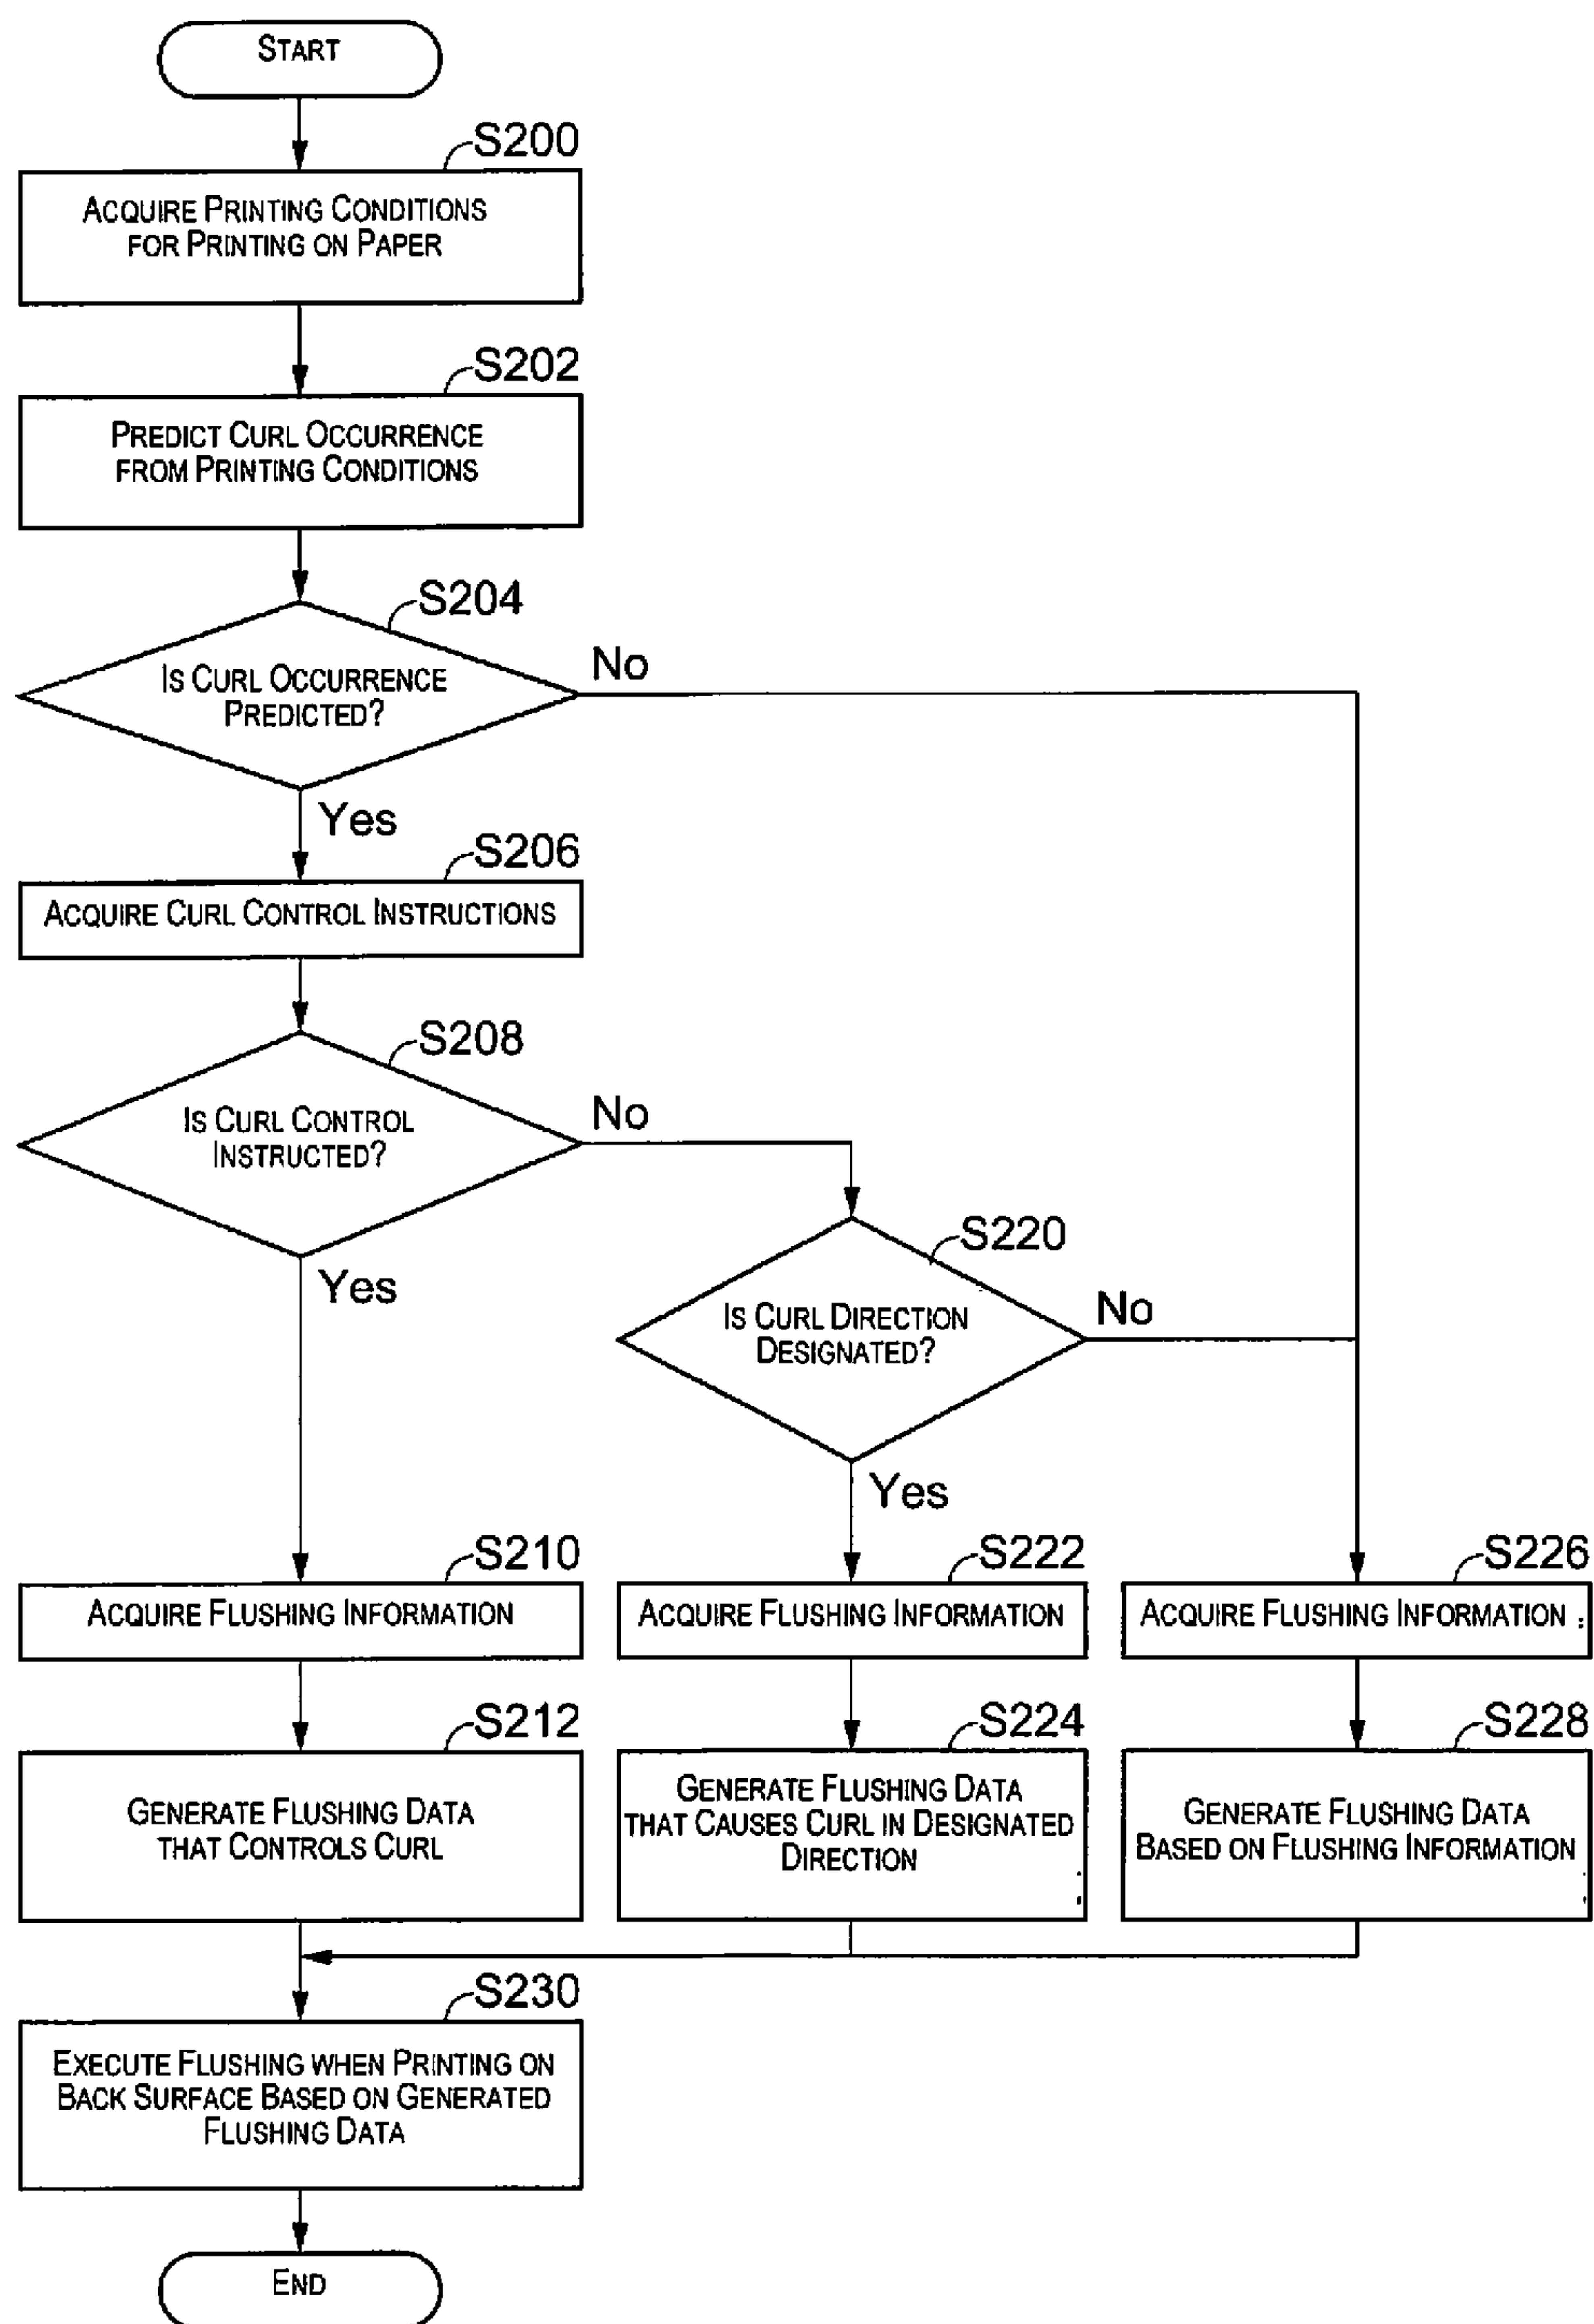 START
S200
ACQUIRE PRINTING CONDITIONS
FOR PRINTING ON PAPER
S202
PREDICT CURL OCCURRENCE
FROM PRINTING CONDITIONS
S204
IS CURL OCCURRENCE
PREDICTED?
No
Yes
S206
ACQUIRE CURL CONTROL INSTRUCTIONS
S208
IS CURL CONTROL
INSTRUCTED?
No
Yes
S220
IS CURL DIRECTION
DESIGNATED?
No
Yes
S210
ACQUIRE FLUSHING INFORMATION
S222
ACQUIRE FLUSHING INFORMATION
S226
ACQUIRE FLUSHING INFORMATION
S212
GENERATE FLUSHING DATA
THAT CONTROLS CURL
S224
GENERATE FLUSHING DATA
THAT CAUSES CURL IN DESIGNATED
DIRECTION
S228
GENERATE FLUSHING DATA
BASED ON FLUSHING INFORMATION
S230
EXECUTE FLUSHING WHEN PRINTING ON
BACK SURFACE BASED ON GENERATED
FLUSHING DATA
END